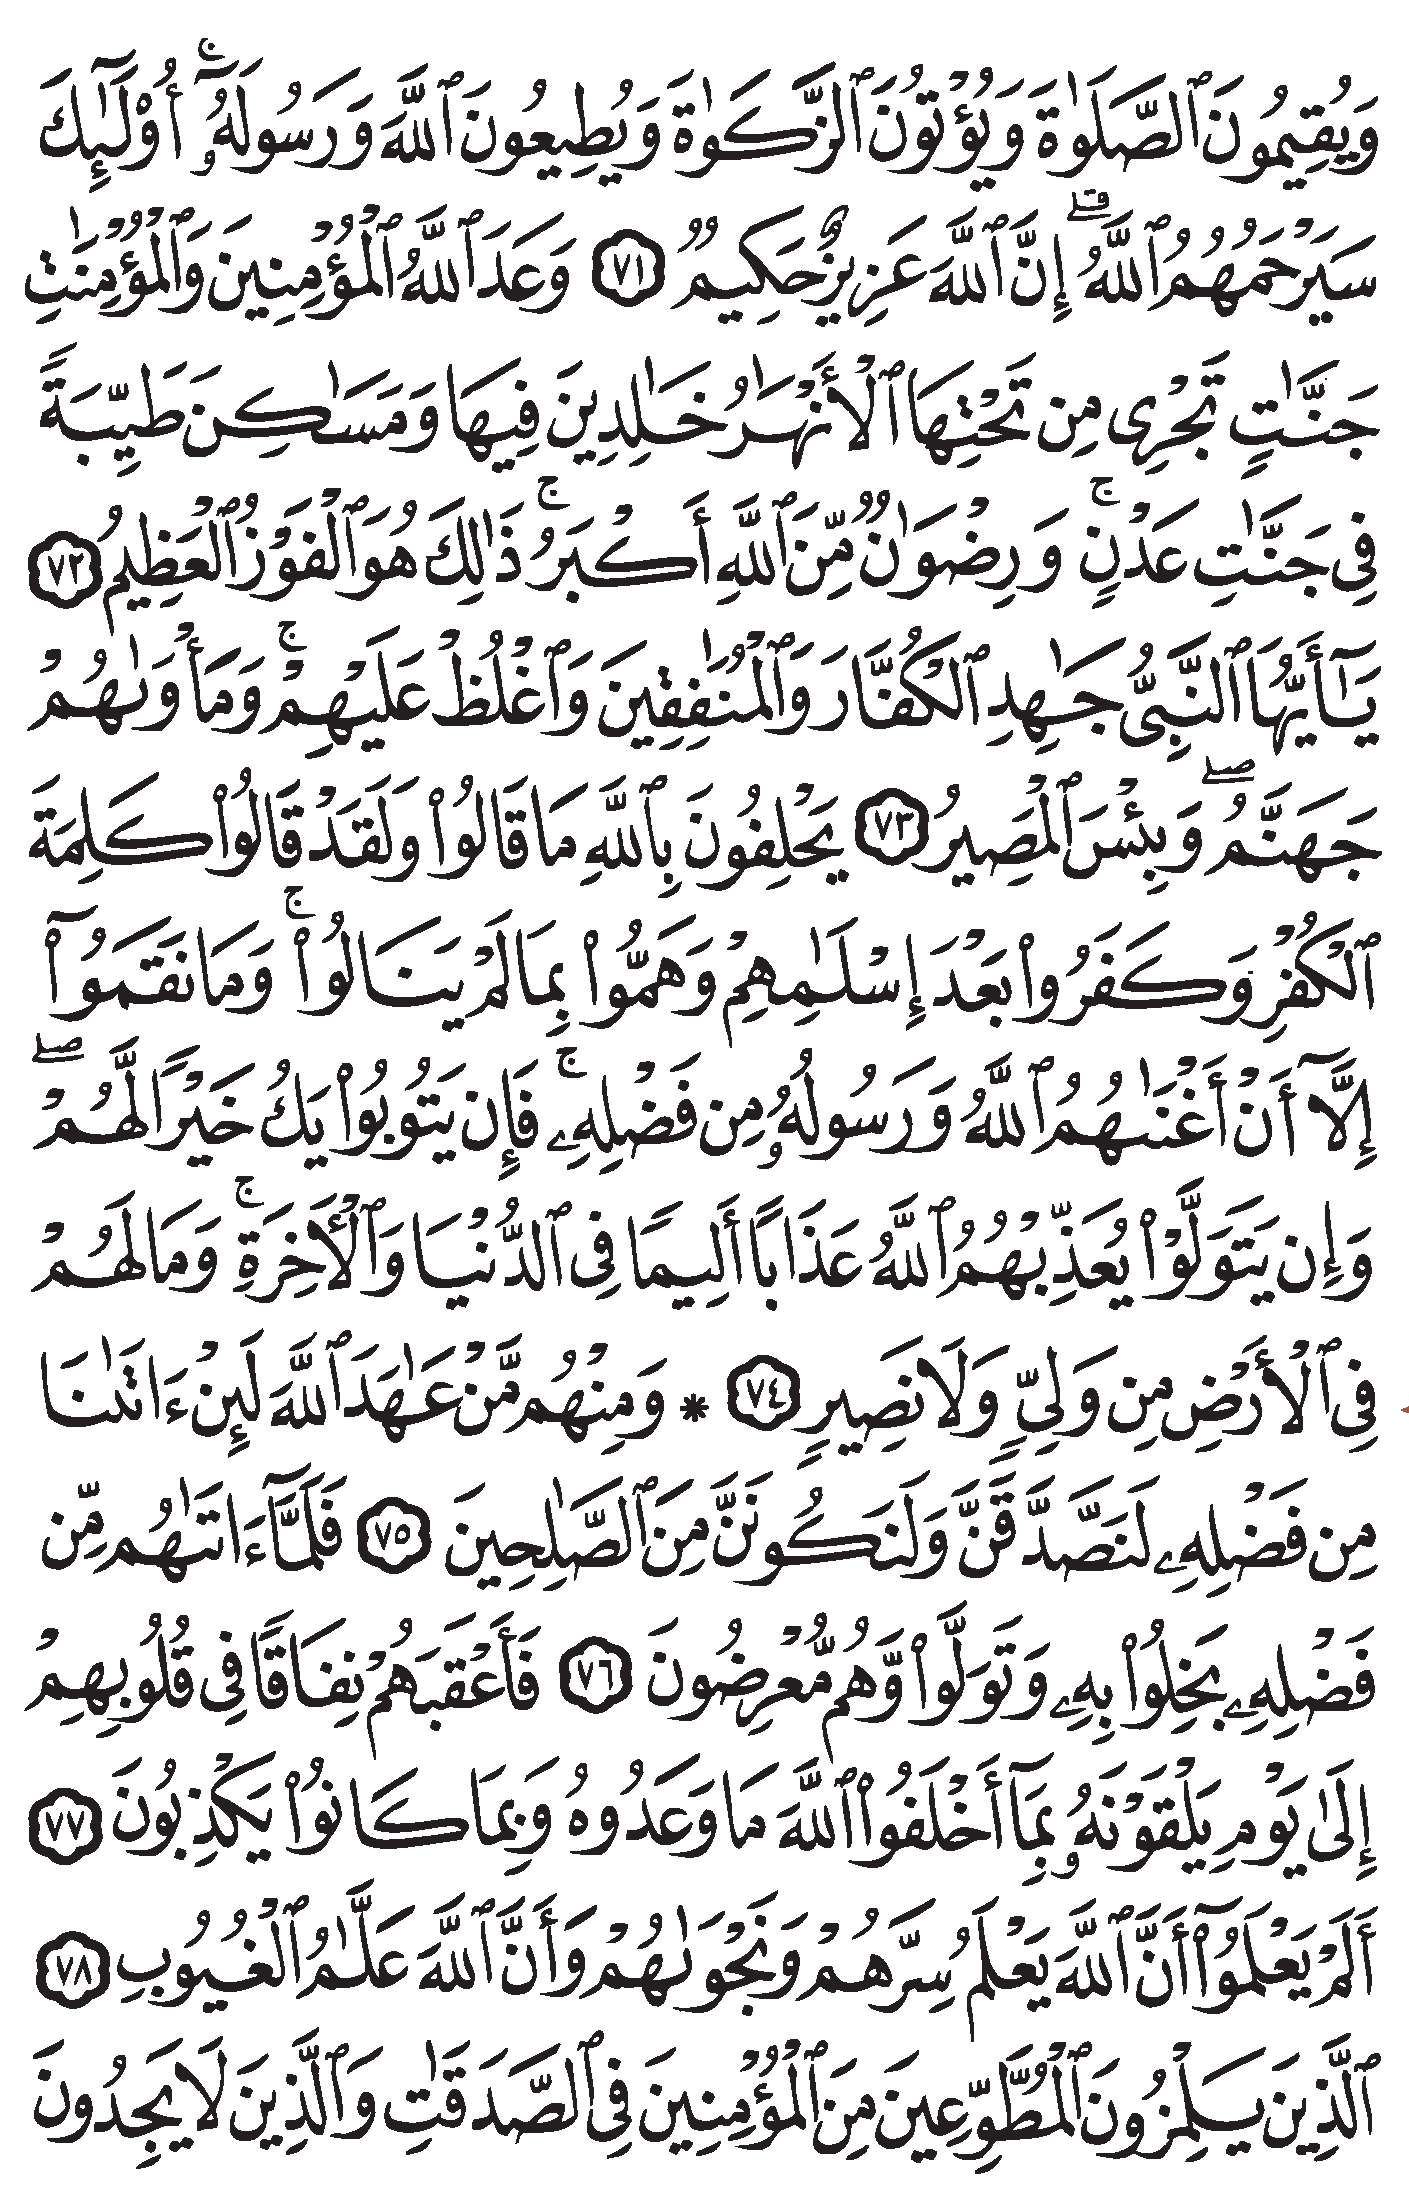 وَيُقِيمُونَ ٱلصَّلَوٰةَ وَيُؤْتُونَ ٱلزَّكَوٰةَ وَيُطِيعُونَ ٱللَّهَ وَرَسُولَهُۥٓۚ أُو۟لَـٰٓئِكَ
سَيَرْحَمُهُمُ ٱللَّهُۗ إِنَّ ٱللَّهَ عَزِيزٌ حَكِيمٌ ٧١ وَعَدَ ٱللَّهُ ٱلْمُؤْمِنِينَ وَٱلْمُؤْمِنَـٰتِ
جَنَّـٰتٍ تَجْرِى مِن تَحْتِهَا ٱلْأَنْهَـٰرُ خَـٰلِدِينَ فِيهَا وَمَسَـٰكِنَ طَيِّبَةً
فِى جَنَّـٰتِ عَدْنٍۚ وَرِضْوَٰنٌ مِّنَ ٱللَّهِ أَكْبَرُۚ ذَٰلِكَ هُوَ ٱلْفَوْزُ ٱلْعَظِيمُ ٧٢
يَـٰٓأَيُّهَا ٱلنَّبِىُّ جَـٰهِدِ ٱلْكُفَّارَ وَٱلْمُنَـٰفِقِينَ وَٱغْلُظْ عَلَيْهِمْۚ وَمَأْوَىٰهُمْ
جَهَنَّمُۖ وَبِئْسَ ٱلْمَصِيرُ ٧٣ يَحْلِفُونَ بِٱللَّهِ مَا قَالُوا۟ وَلَقَدْ قَالُوا۟ كَلِمَةَ
ٱلْكُفْرِ وَكَفَرُوا۟ بَعْدَ إِسْلَـٰمِهِمْ وَهَمُّوا۟ بِمَا لَمْ يَنَالُوا۟ۚ وَمَا نَقَمُوٓا۟
إِلَّآ أَنْ أَغْنَىٰهُمُ ٱللَّهُ وَرَسُولُهُۥ مِن فَضْلِهِۦۚ فَإِن يَتُوبُوا۟ يَكُ خَيْرًا لَّهُمْۖ
وَإِن يَتَوَلَّوْا۟ يُعَذِّبْهُمُ ٱللَّهُ عَذَابًا أَلِيمًا فِى ٱلدُّنْيَا وَٱلْـَٔاخِرَةِۚ وَمَا لَهُمْ
فِى ٱلْأَرْضِ مِن وَلِىٍّ وَلَا نَصِيرٍ ٧٤ * وَمِنْهُم مَّنْ عَـٰهَدَ ٱللَّهَ لَئِنْ ءَاتَىٰنَا
مِن فَضْلِهِۦ لَنَصَّدَّقَنَّ وَلَنَكُونَنَّ مِنَ ٱلصَّـٰلِحِينَ ٧٥ فَلَمَّآ ءَاتَىٰهُم مِّن
فَضْلِهِۦ بَخِلُوا۟ بِهِۦ وَتَوَلَّوا۟ وَّهُم مُّعْرِضُونَ ٧٦ فَأَعْقَبَهُمْ نِفَاقًا فِى قُلُوبِهِمْ
إِلَىٰ يَوْمِ يَلْقَوْنَهُۥ بِمَآ أَخْلَفُوا۟ ٱللَّهَ مَا وَعَدُوهُ وَبِمَا كَانُوا۟ يَكْذِبُونَ ٧٧
أَلَمْ يَعْلَمُوٓا۟ أَنَّ ٱللَّهَ يَعْلَمُ سِرَّهُمْ وَنَجْوَىٰهُمْ وَأَنَّ ٱللَّهَ عَلَّـٰمُ ٱلْغُيُوبِ ٧٨
ٱلَّذِينَ يَلْمِزُونَ ٱلْمُطَّوِّعِينَ مِنَ ٱلْمُؤْمِنِينَ فِى ٱلصَّدَقَـٰتِ وَٱلَّذِينَ لَا يَجِدُونَ